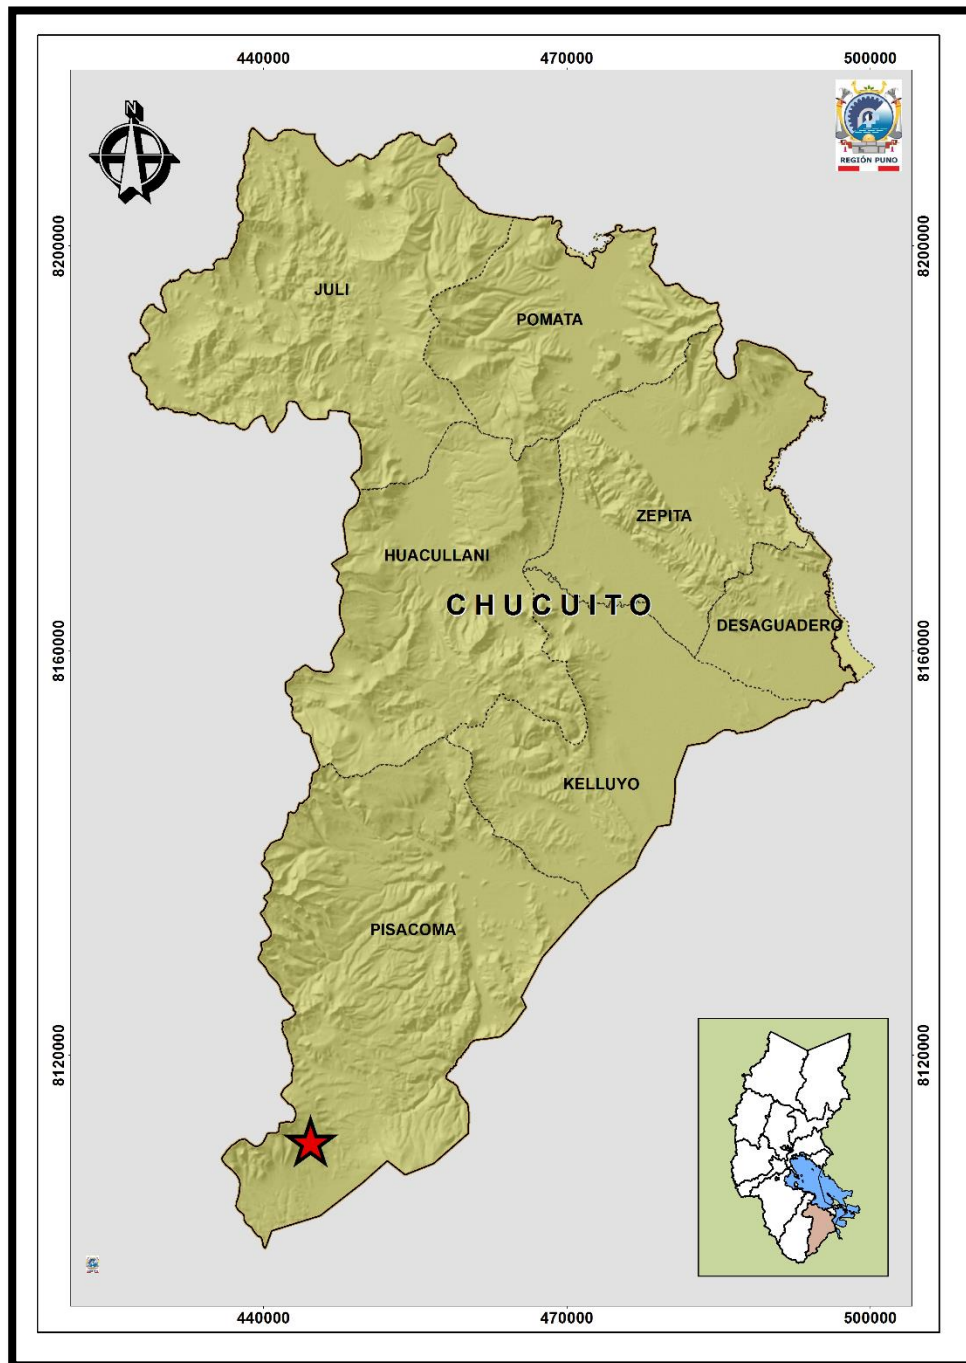 440000 470000 500000
N
REGIÓN PUNO
8200000 8200000
JULI
POMATA
ZEPITA
HUACULLANI
CHUCUITO
DESAGUADERO
8160000 8160000
KELLUYO
PISACOMA
8120000 8120000
440000 470000 500000